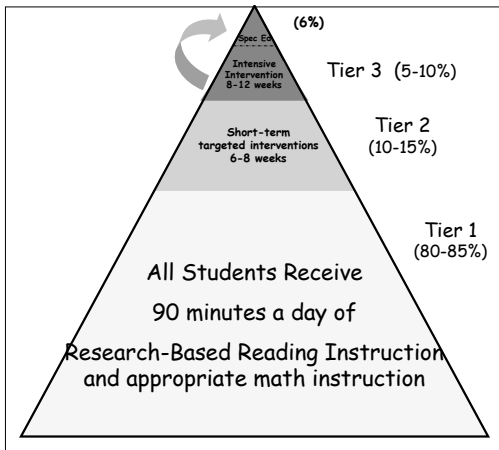 (6%)
Spec Ed
Intensive
Intervention
8-12 weeks
Tier 3 (5-10%)
Short-term
targeted interventions
6-8 weeks
Tier 2
(10-15%)
Tier 1
(80-85%)
All Students Receive
90 minutes a day of
Research-Based Reading Instruction
and appropriate math instruction